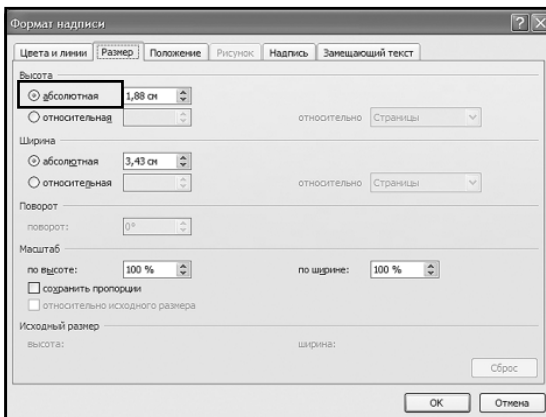 Формат надписи
Цвета и линии Размер Положение Рисунок Надпись Замещающий текст
Высота
абсолютная 1,88 см
относительная относительно Страницы
Ширина
абсолютная 3,43 см
относительная относительно Страницы
Поворот
поворот: 0°
Масштаб
по высоте: 100 % по ширине: 100 %
сохранить пропорции
относительно исходного размера
Исходный размер
высота: ширина:
Сброс
ОК Отмена